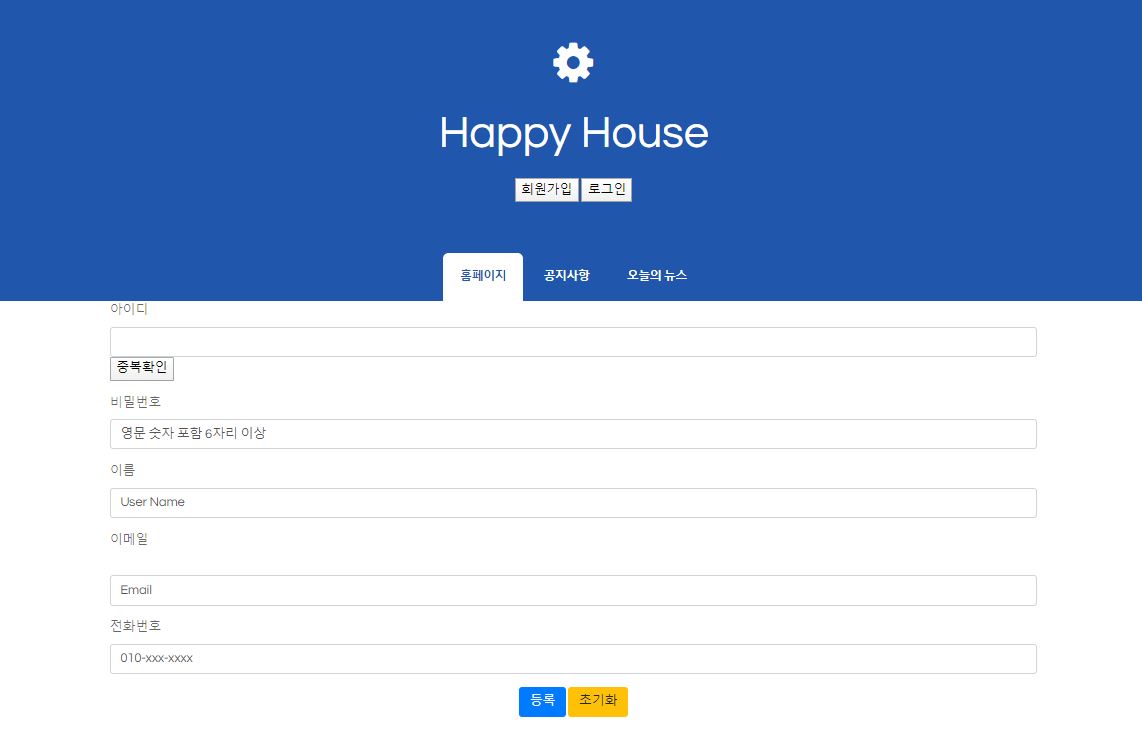 Happy House
회원가입 로그인
홈페이지 공지사항 오늘의 뉴스
아이디
중복확인
비밀번호
영문 숫자 포함 6자리 이상
이름
User Name
이메일
Email
전화번호
010-xxx-xxxx
등록 초기화